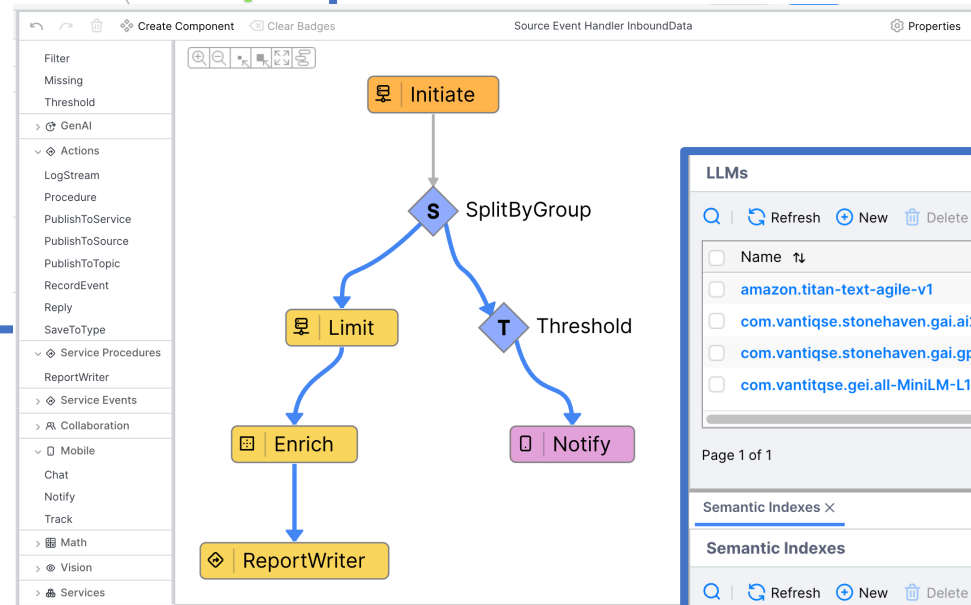 Create Component
Clear Badges
Source Event Handler InboundData
Properties
Filter
Missing
Threshold
GenAI
Actions
LogStream
Procedure
PublishToService
PublishToSource
PublishToTopic
RecordEvent
Reply
SaveToType
Service Procedures
ReportWriter
Service Events
Collaboration
Mobile
Chat
Notify
Track
Math
Vision
Services
Initiate
S SplitByGroup
Limit
T Threshold
Enrich
Notify
ReportWriter
LLMs
Refresh New Delete
Name
amazon.titan-text-agile-v1
com.vantiqse.stonehaven.gai.ai
com.vantiqse.stonehaven.gai.gp
com.vantitqse.gei.all-MiniLM-L1
Page 1 of 1
Semantic Indexes
Semantic Indexes
Refresh New Delete